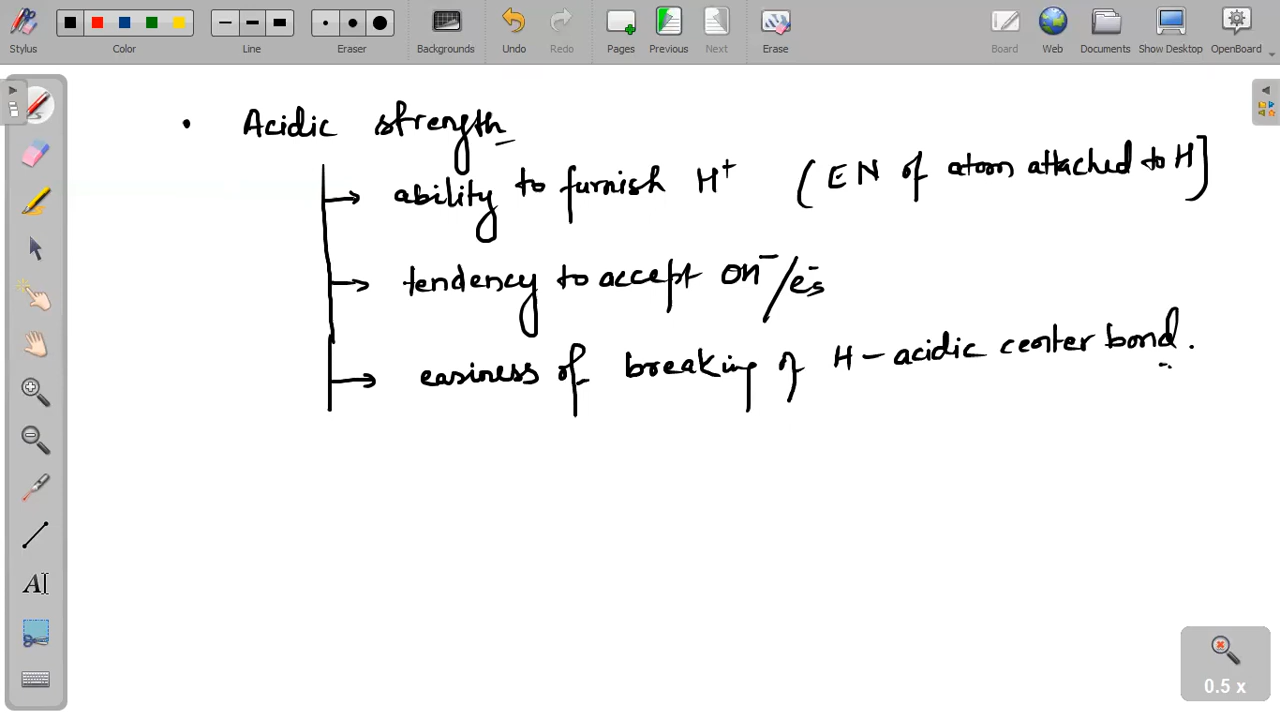 Stylus Color Line Eraser Backgrounds Undo Redo Pages Previous Next Erase Board Web Documents Show Desktop OpenBoard
• Acidic strength
→ ability to furnish H⁺ (EN of atom attached to H]
→ tendency to accept OH⁻/e⁻s
→ easiness of breaking of H – acidic center bond.
AI
0.5 x